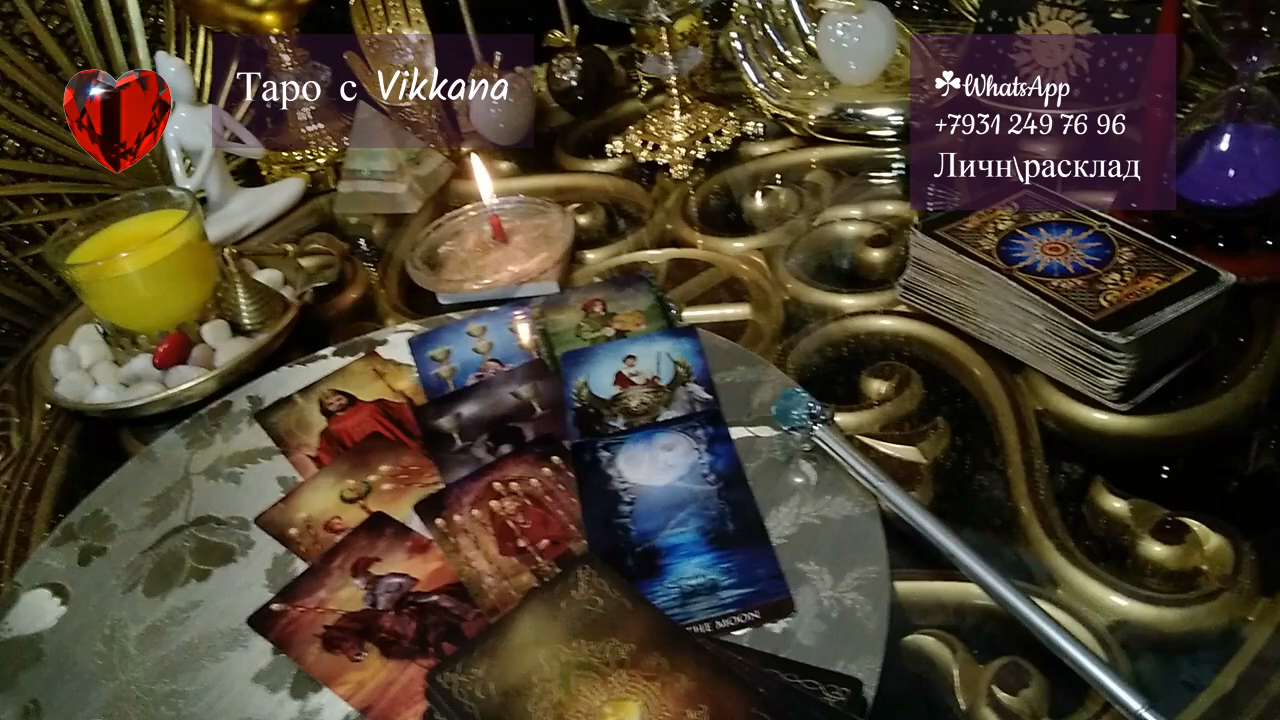 Таро с Vikkana
☘WhatsApp
+7931 249 76 96
Личн\расклад
THE MOON